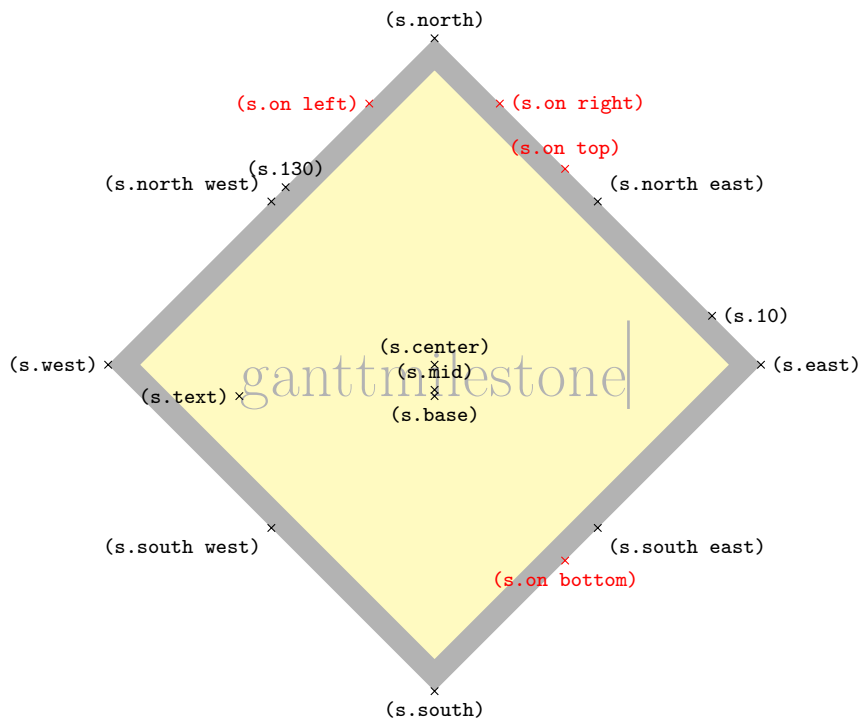 (s.north)
(s.on left)
(s.on right)
(s.on top)
(s.130)
(s.north west)
(s.north east)
(s.10)
(s.center)
(s.west)
(s.east)
(s.mid)
ganttmilestone
(s.text)
(s.base)
(s.south west)
(s.south east)
(s.on bottom)
(s.south)